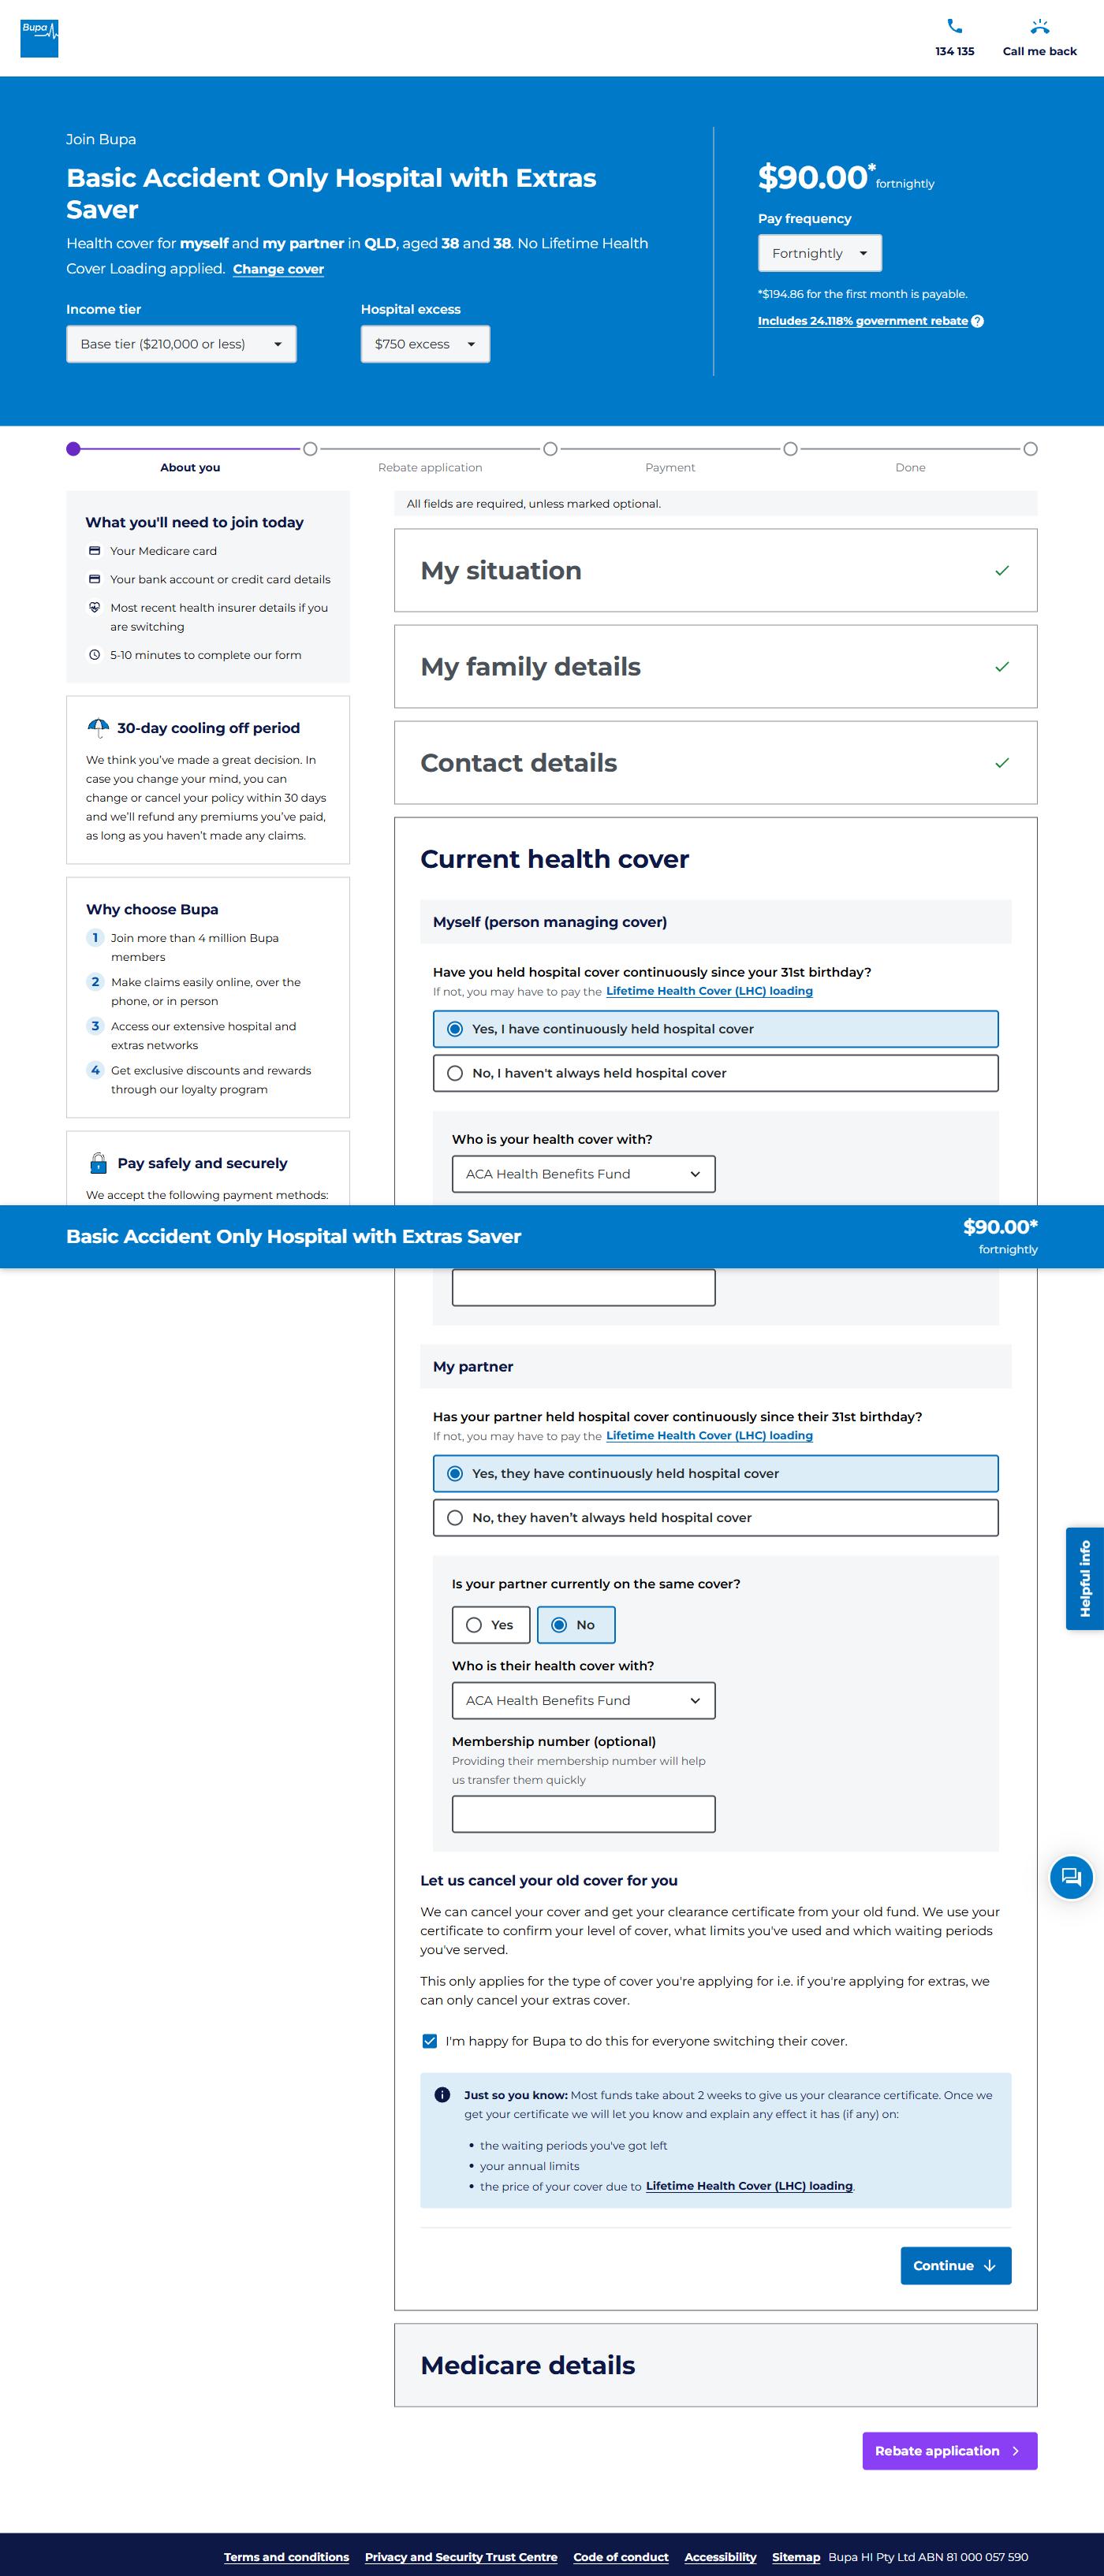 Bupa
134 135
Call me back
Join Bupa
Basic Accident Only Hospital with Extras
Saver
Health cover for myself and my partner in QLD, aged 38 and 38. No Lifetime Health
Cover Loading applied. Change cover
Income tier
Hospital excess
Base tier ($210,000 or less)
$750 excess
$90.00* fortnightly
Pay frequency
Fortnightly
*$194.86 for the first month is payable.
Includes 24.118% government rebate ?
About you
Rebate application
Payment
Done
What you'll need to join today
Your Medicare card
Your bank account or credit card details
Most recent health insurer details if you
are switching
5-10 minutes to complete our form
30-day cooling off period
We think you’ve made a great decision. In
case you change your mind, you can
change or cancel your policy within 30 days
and we’ll refund any premiums you’ve paid,
as long as you haven’t made any claims.
Why choose Bupa
1 Join more than 4 million Bupa
members
2 Make claims easily online, over the
phone, or in person
3 Access our extensive hospital and
extras networks
4 Get exclusive discounts and rewards
through our loyalty program
Pay safely and securely
We accept the following payment methods:
All fields are required, unless marked optional.
My situation
My family details
Contact details
Current health cover
Myself (person managing cover)
Have you held hospital cover continuously since your 31st birthday?
If not, you may have to pay the Lifetime Health Cover (LHC) loading
Yes, I have continuously held hospital cover
No, I haven't always held hospital cover
Who is your health cover with?
ACA Health Benefits Fund
Basic Accident Only Hospital with Extras Saver
$90.00*
fortnightly
My partner
Has your partner held hospital cover continuously since their 31st birthday?
If not, you may have to pay the Lifetime Health Cover (LHC) loading
Yes, they have continuously held hospital cover
No, they haven’t always held hospital cover
Is your partner currently on the same cover?
Yes
No
Who is their health cover with?
ACA Health Benefits Fund
Membership number (optional)
Providing their membership number will help
us transfer them quickly
Helpful info
Let us cancel your old cover for you
We can cancel your cover and get your clearance certificate from your old fund. We use your
certificate to confirm your level of cover, what limits you've used and which waiting periods
you've served.
This only applies for the type of cover you're applying for i.e. if you're applying for extras, we
can only cancel your extras cover.
I'm happy for Bupa to do this for everyone switching their cover.
Just so you know: Most funds take about 2 weeks to give us your clearance certificate. Once we
get your certificate we will let you know and explain any effect it has (if any) on:
• the waiting periods you've got left
• your annual limits
• the price of your cover due to Lifetime Health Cover (LHC) loading.
Continue
Medicare details
Rebate application
Terms and conditions Privacy and Security Trust Centre Code of conduct Accessibility Sitemap Bupa HI Pty Ltd ABN 81 000 057 590